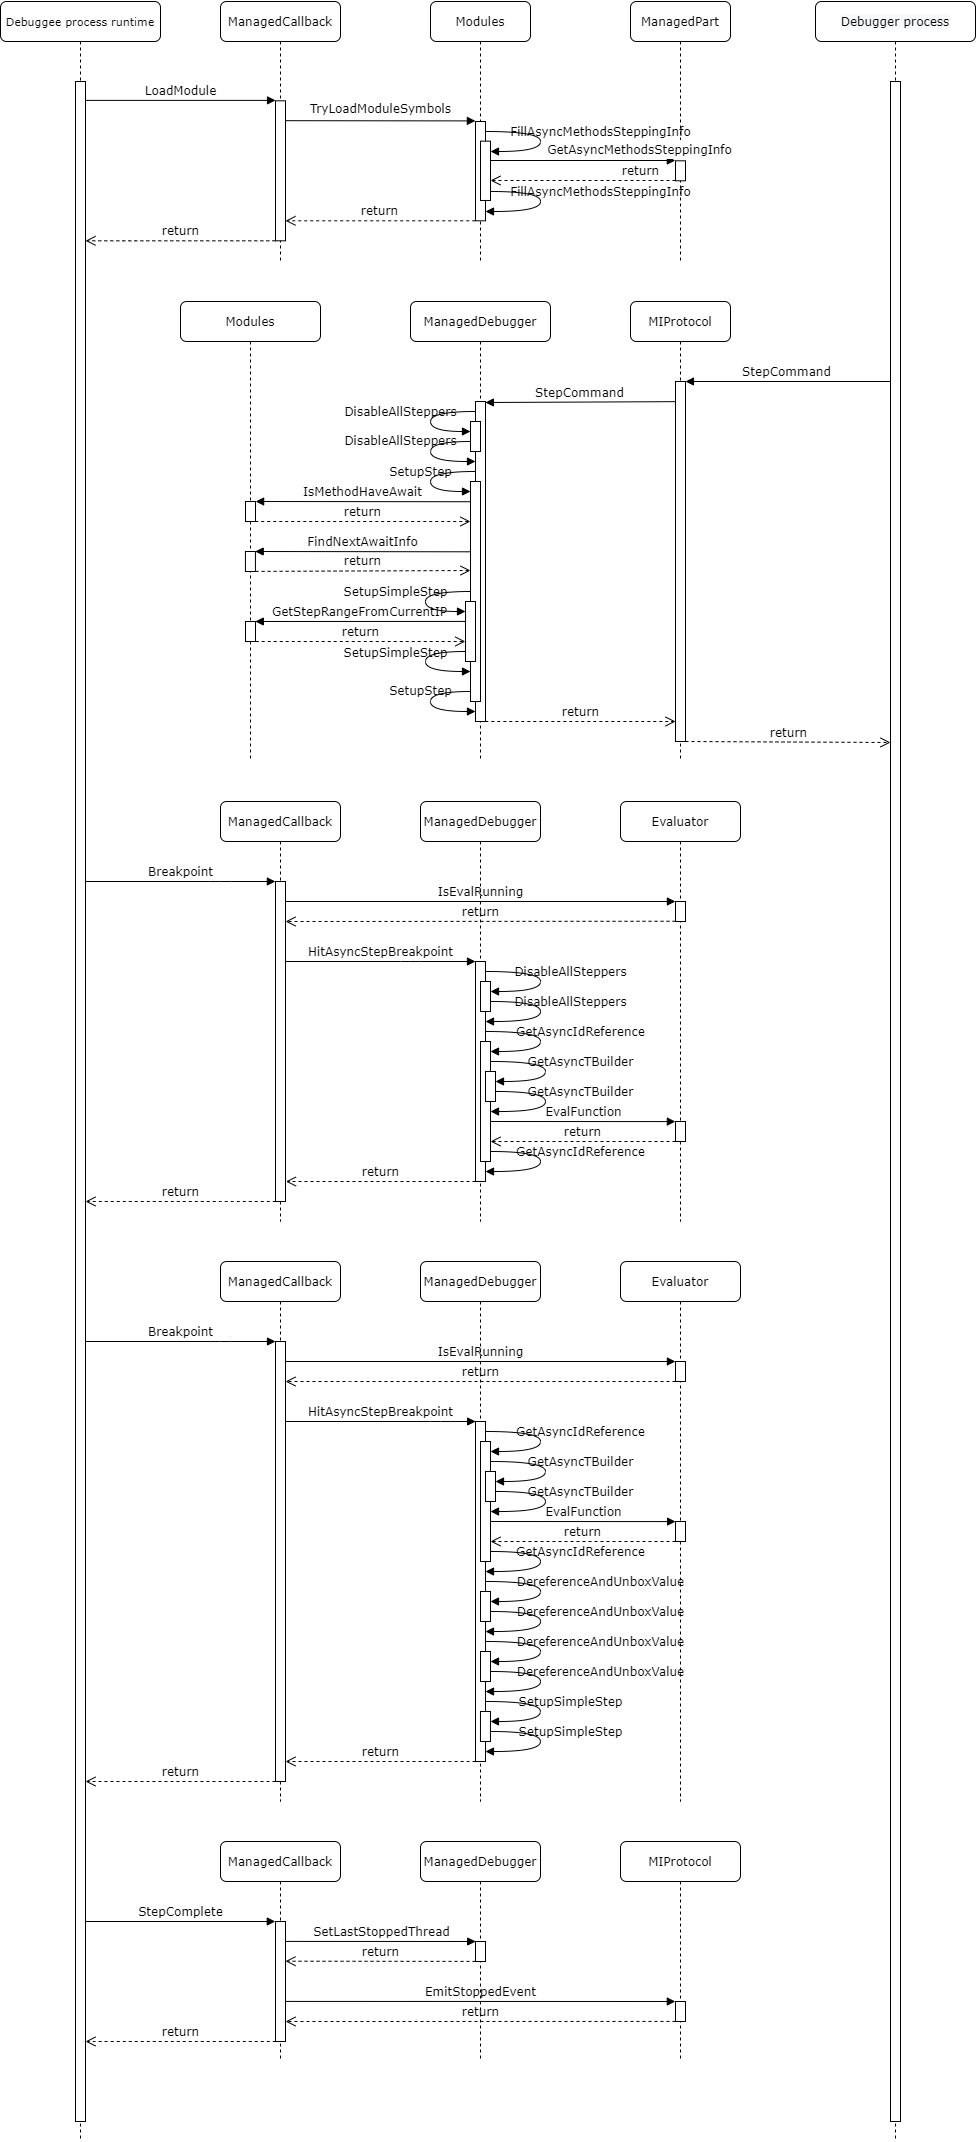 Debuggee process runtime
ManagedCallback
Modules
ManagedPart
Debugger process
LoadModule
TryLoadModuleSymbols
FillAsyncMethodsSteppingInfo
GetAsyncMethodsSteppingInfo
return
FillAsyncMethodsSteppingInfo
return
return
Modules
ManagedDebugger
MIProtocol
StepCommand
StepCommand
DisableAllSteppers
DisableAllSteppers
SetupStep
IsMethodHaveAwait
return
FindNextAwaitInfo
return
SetupSimpleStep
GetStepRangeFromCurrentIP
return
SetupSimpleStep
SetupStep
return
return
ManagedCallback
ManagedDebugger
Evaluator
Breakpoint
IsEvalRunning
return
HitAsyncStepBreakpoint
DisableAllSteppers
DisableAllSteppers
GetAsyncIdReference
GetAsyncTBuilder
GetAsyncTBuilder
EvalFunction
return
GetAsyncIdReference
return
return
ManagedCallback
ManagedDebugger
Evaluator
Breakpoint
IsEvalRunning
return
HitAsyncStepBreakpoint
GetAsyncIdReference
GetAsyncTBuilder
GetAsyncTBuilder
EvalFunction
return
GetAsyncIdReference
DereferenceAndUnboxValue
DereferenceAndUnboxValue
DereferenceAndUnboxValue
DereferenceAndUnboxValue
SetupSimpleStep
SetupSimpleStep
return
return
ManagedCallback
ManagedDebugger
MIProtocol
StepComplete
SetLastStoppedThread
return
EmitStoppedEvent
return
return